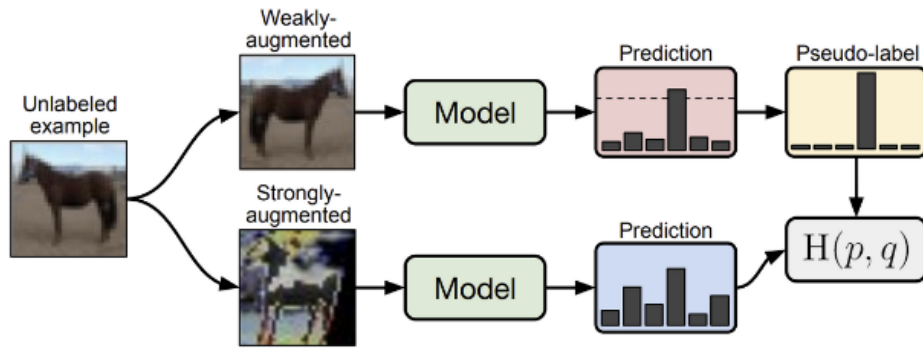 Unlabeled
example
Weakly-
augmented
Model
Prediction
Pseudo-label
Strongly-
augmented
Model
Prediction
H(p, q)